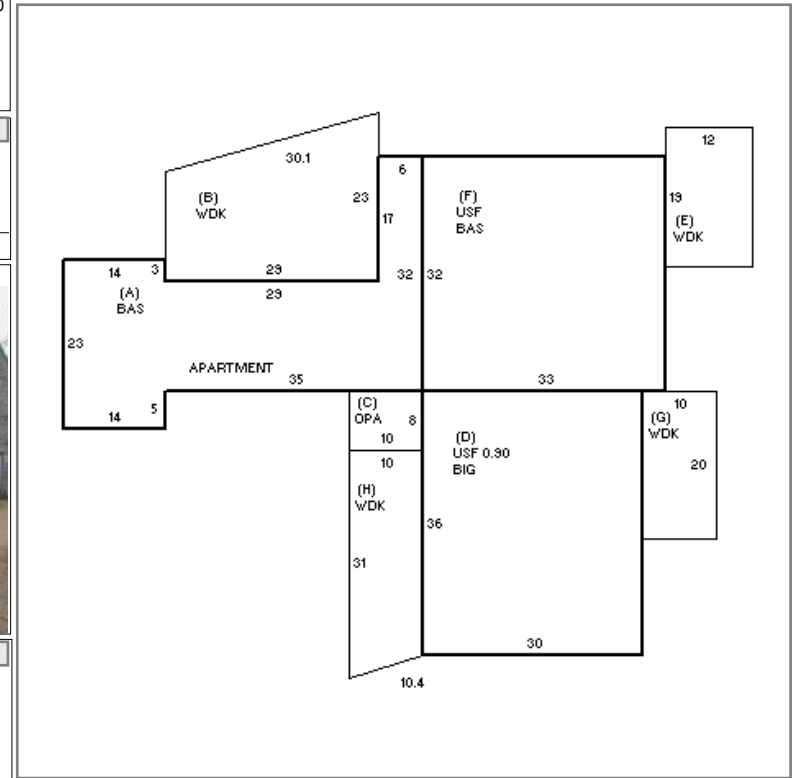 12
30.1
6
(B)
WDK
23
(F)
USF
BAS
19
(E)
WDK
17
14
3
29
32
32
(A)
BAS
29
23
APARTMENT
35
33
14
5
(C)
OPA
8
10
10
(G)
WDK
10
(D)
USF 0.90
BIG
20
(H)
WDK
36
31
30
10.4